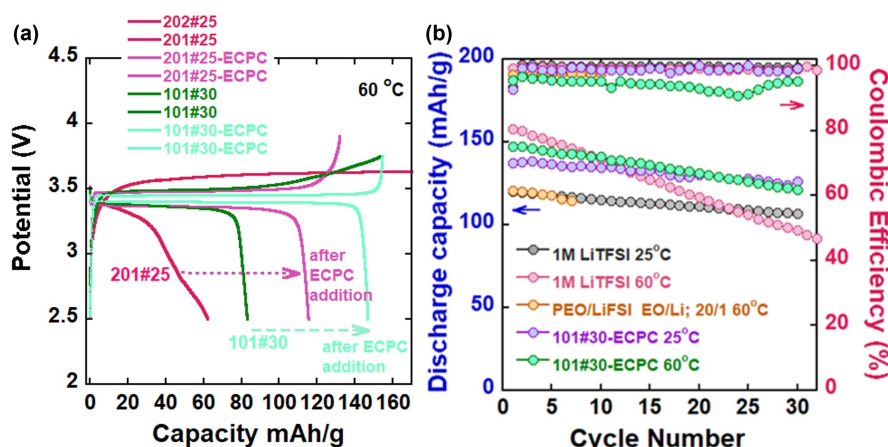 (a)
202#25
201#25
201#25-ECPC
201#25-ECPC
101#30
101#30
101#30-ECPC
101#30-ECPC
60 °C
4.5
4
3.5
3
2.5
2
Potential (V)
201#25
after
ECPC
addition
101#30
after ECPC
addition
0
40
80
120
160
Capacity mAh/g
(b)
200
150
100
50
0
Discharge capacity (mAh/g)
1M LiTFSI 25°C
1M LiTFSI 60°C
PEO/LiFSI EO/Li; 20/1 60°C
101#30-ECPC 25°C
101#30-ECPC 60°C
100
80
60
40
20
0
Coulombic Efficiency (%)
0
5
10
15
20
25
30
Cycle Number